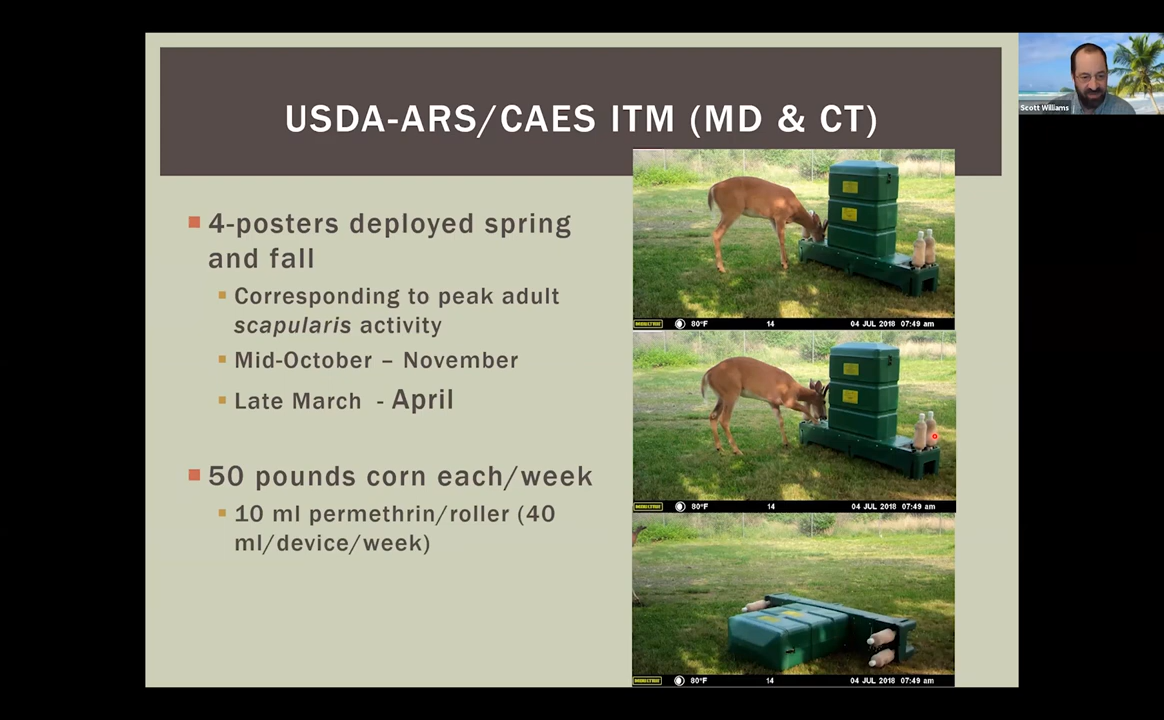 USDA-ARS/CAES ITM (MD & CT)
Scott Williams
4-posters deployed spring
and fall
Corresponding to peak adult
scapularis activity
Mid-October – November
Late March - April
50 pounds corn each/week
10 ml permethrin/roller (40
ml/device/week)
MOULTRIE 80°F 14 04 JUL 2018 07:49 am
MOULTRIE 80°F 14 04 JUL 2018 07:49 am
MOULTRIE 80°F 14 04 JUL 2018 07:49 am